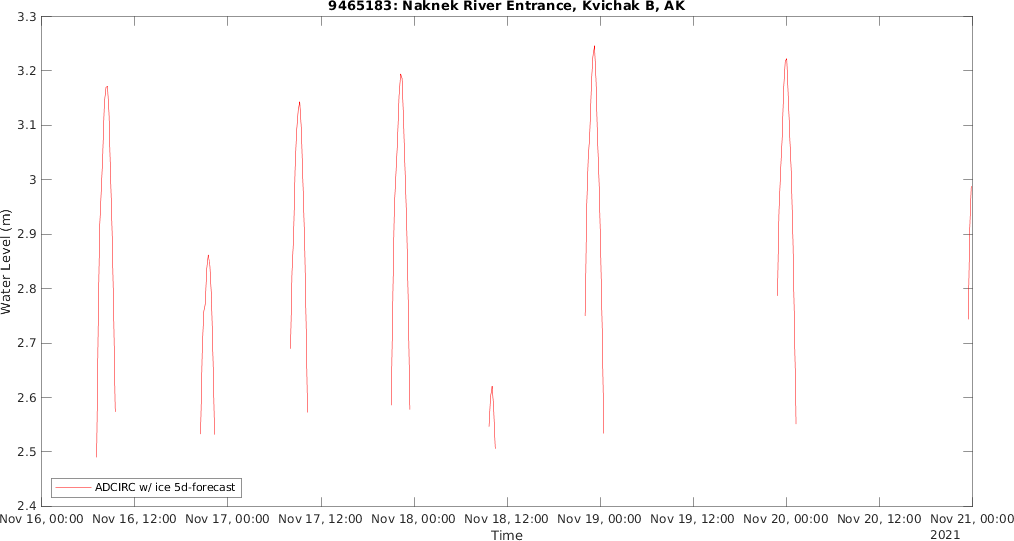 9465183: Naknek River Entrance, Kvichak B, AK
3.3
3.2
3.1
3
2.9
2.8
2.7
2.6
2.5
2.4
Water Level (m)
ADCIRC w/ ice 5d-forecast
Nov 16, 00:00 Nov 16, 12:00 Nov 17, 00:00 Nov 17, 12:00 Nov 18, 00:00 Nov 18, 12:00 Nov 19, 00:00 Nov 19, 12:00 Nov 20, 00:00 Nov 20, 12:00 Nov 21, 00:00
Time
2021